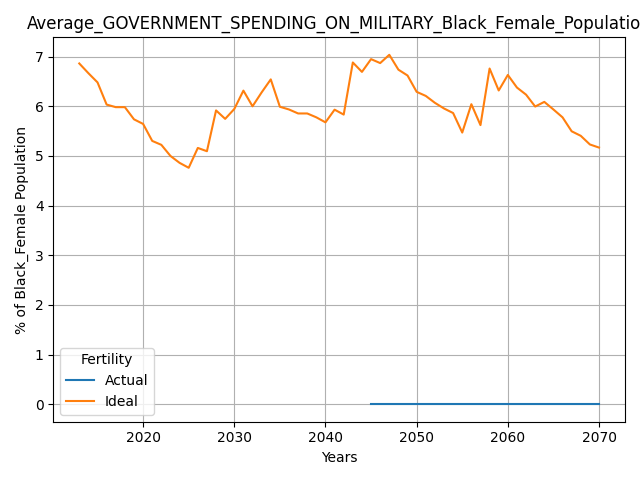 Average_GOVERNMENT_SPENDING_ON_MILITARY_Black_Female_Populatio
% of Black_Female Population
7
6
5
4
3
2
1
0
Fertility
Actual
Ideal
2020 2030 2040 2050 2060 2070
Years